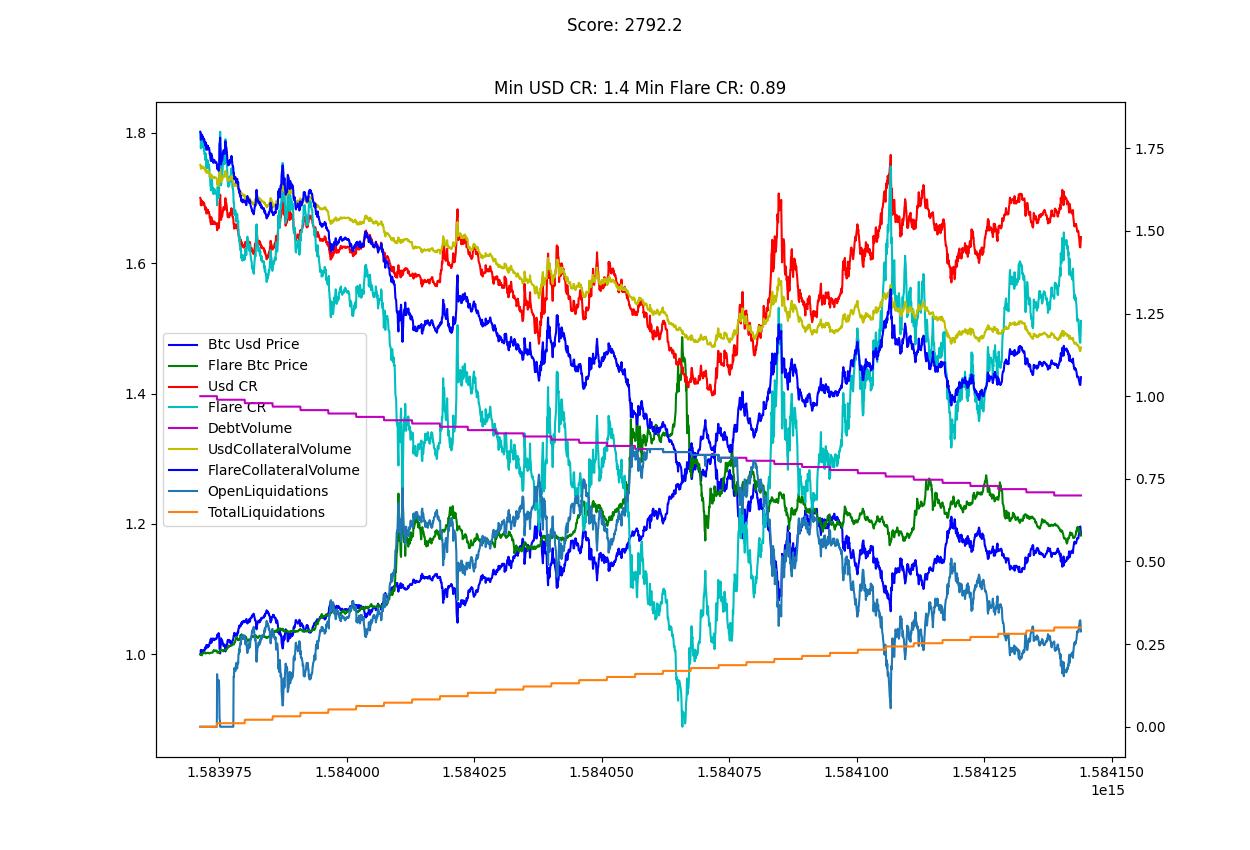 Score: 2792.2
Min USD CR: 1.4 Min Flare CR: 0.89
1.8
1.6
1.4
1.2
1.0
1.75
1.50
1.25
1.00
0.75
0.50
0.25
0.00
Btc Usd Price
Flare Btc Price
Usd CR
Flare CR
DebtVolume
UsdCollateralVolume
FlareCollateralVolume
OpenLiquidations
TotalLiquidations
1.583975
1.584000
1.584025
1.584050
1.584075
1.584100
1.584125
1.584150
1e15